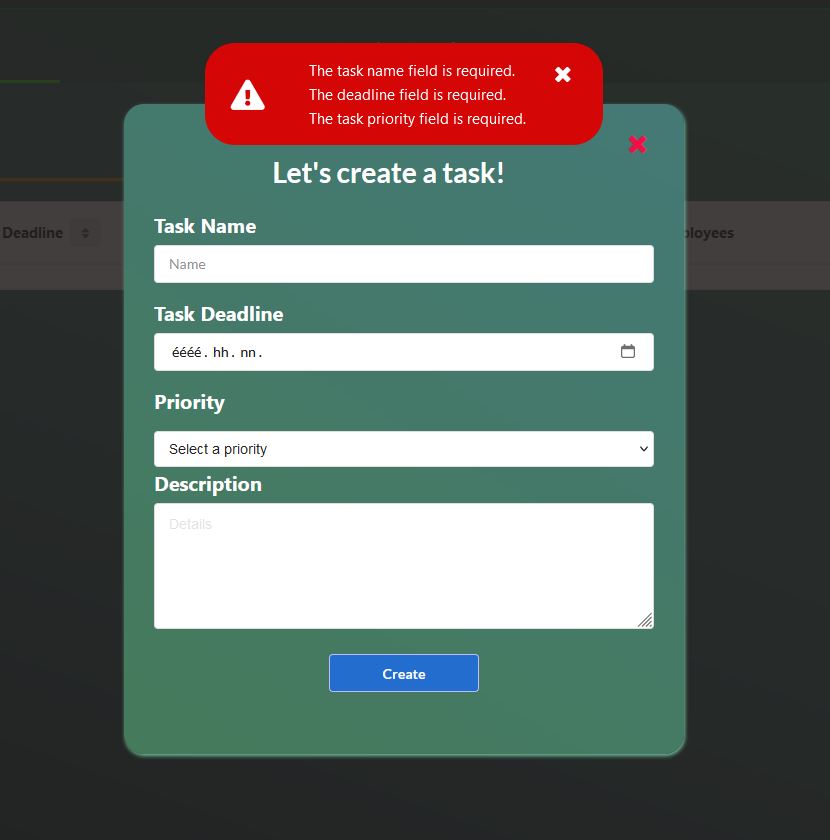 The task name field is required.
The deadline field is required.
The task priority field is required.
Let's create a task!
Deadline
ployees
Task Name
Name
Task Deadline
éééé. hh. nn.
Priority
Select a priority
Description
Details
Create